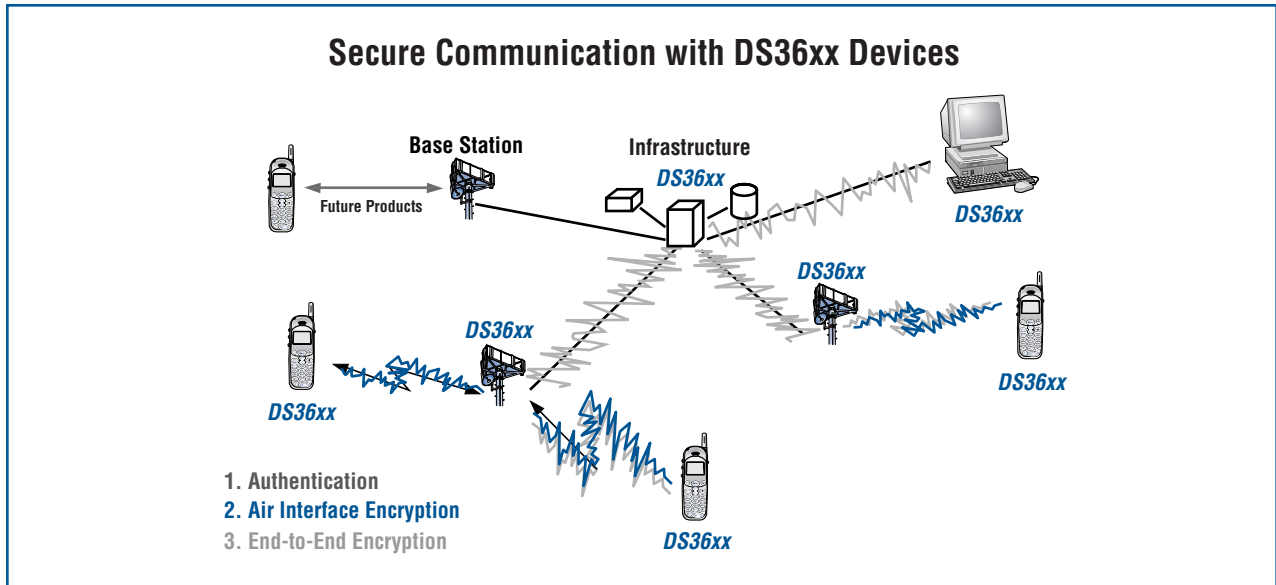 Secure Communication with DS36xx Devices
Base Station
Infrastructure
DS36xx
Future Products
DS36xx
DS36xx
DS36xx
DS36xx
DS36xx
1. Authentication
2. Air Interface Encryption
3. End-to-End Encryption
DS36xx